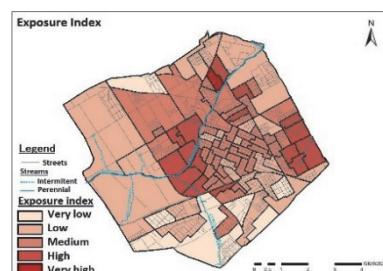 Exposure Index
N
Legend
Streets
Streams
Intermitent
Perennial
Exposure index
Very low
Low
Medium
High
Very high